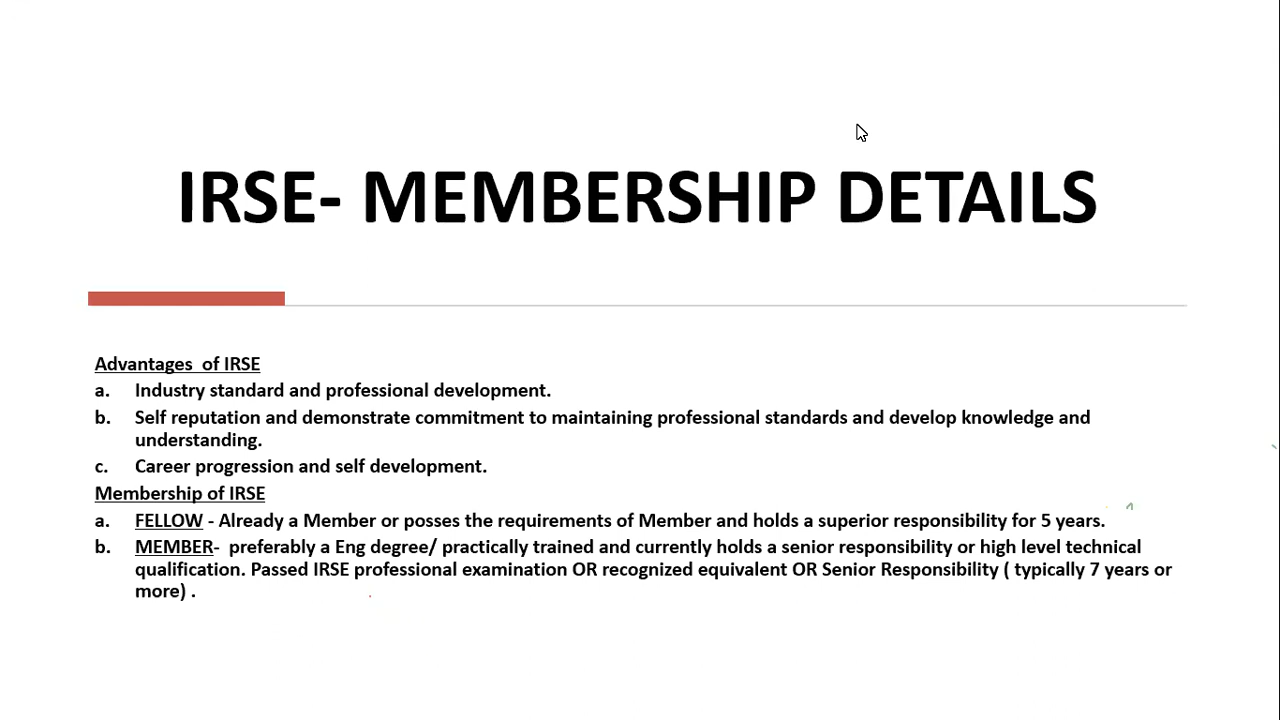 IRSE- MEMBERSHIP DETAILS
Advantages of IRSE
a. Industry standard and professional development.
b. Self reputation and demonstrate commitment to maintaining professional standards and develop knowledge and
understanding.
c. Career progression and self development.
Membership of IRSE
a. FELLOW - Already a Member or posses the requirements of Member and holds a superior responsibility for 5 years.
b. MEMBER- preferably a Eng degree/ practically trained and currently holds a senior responsibility or high level technical
qualification. Passed IRSE professional examination OR recognized equivalent OR Senior Responsibility ( typically 7 years or
more) .